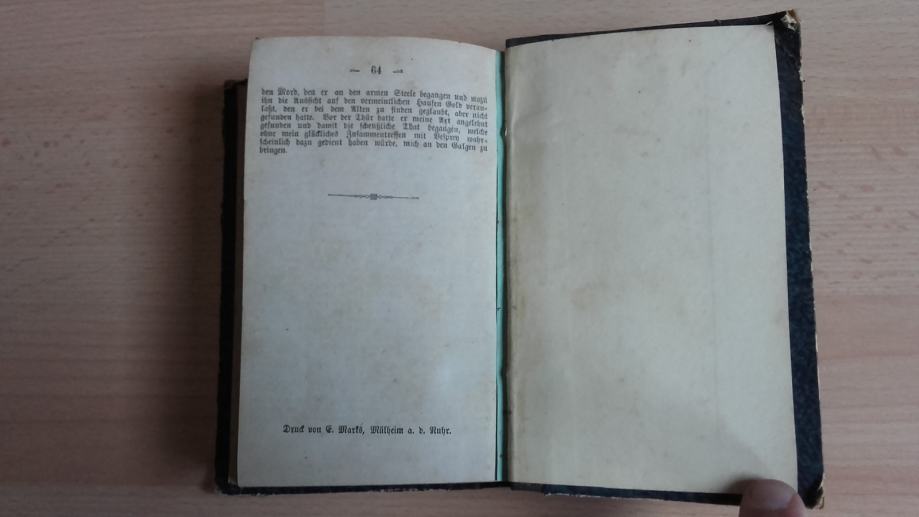 — 64 —
den Mord, den er an den armen Steele begangen und wozu
ihn die Aussicht auf den vermeintlichen Haufen Gold veran-
laßt, den er bei dem Alten zu finden geglaubt, aber nicht
gefunden hatte. Vor der Thür hatte er meine Axt angelehnt
gefunden und damit die scheußliche That begangen, welche
ohne mein glückliches Zusammentreffen mit wahr-
scheinlich dazu gedient haben würde, mich an den Galgen zu
bringen.
Druck von E. Marks, Mülheim a. d. Ruhr.